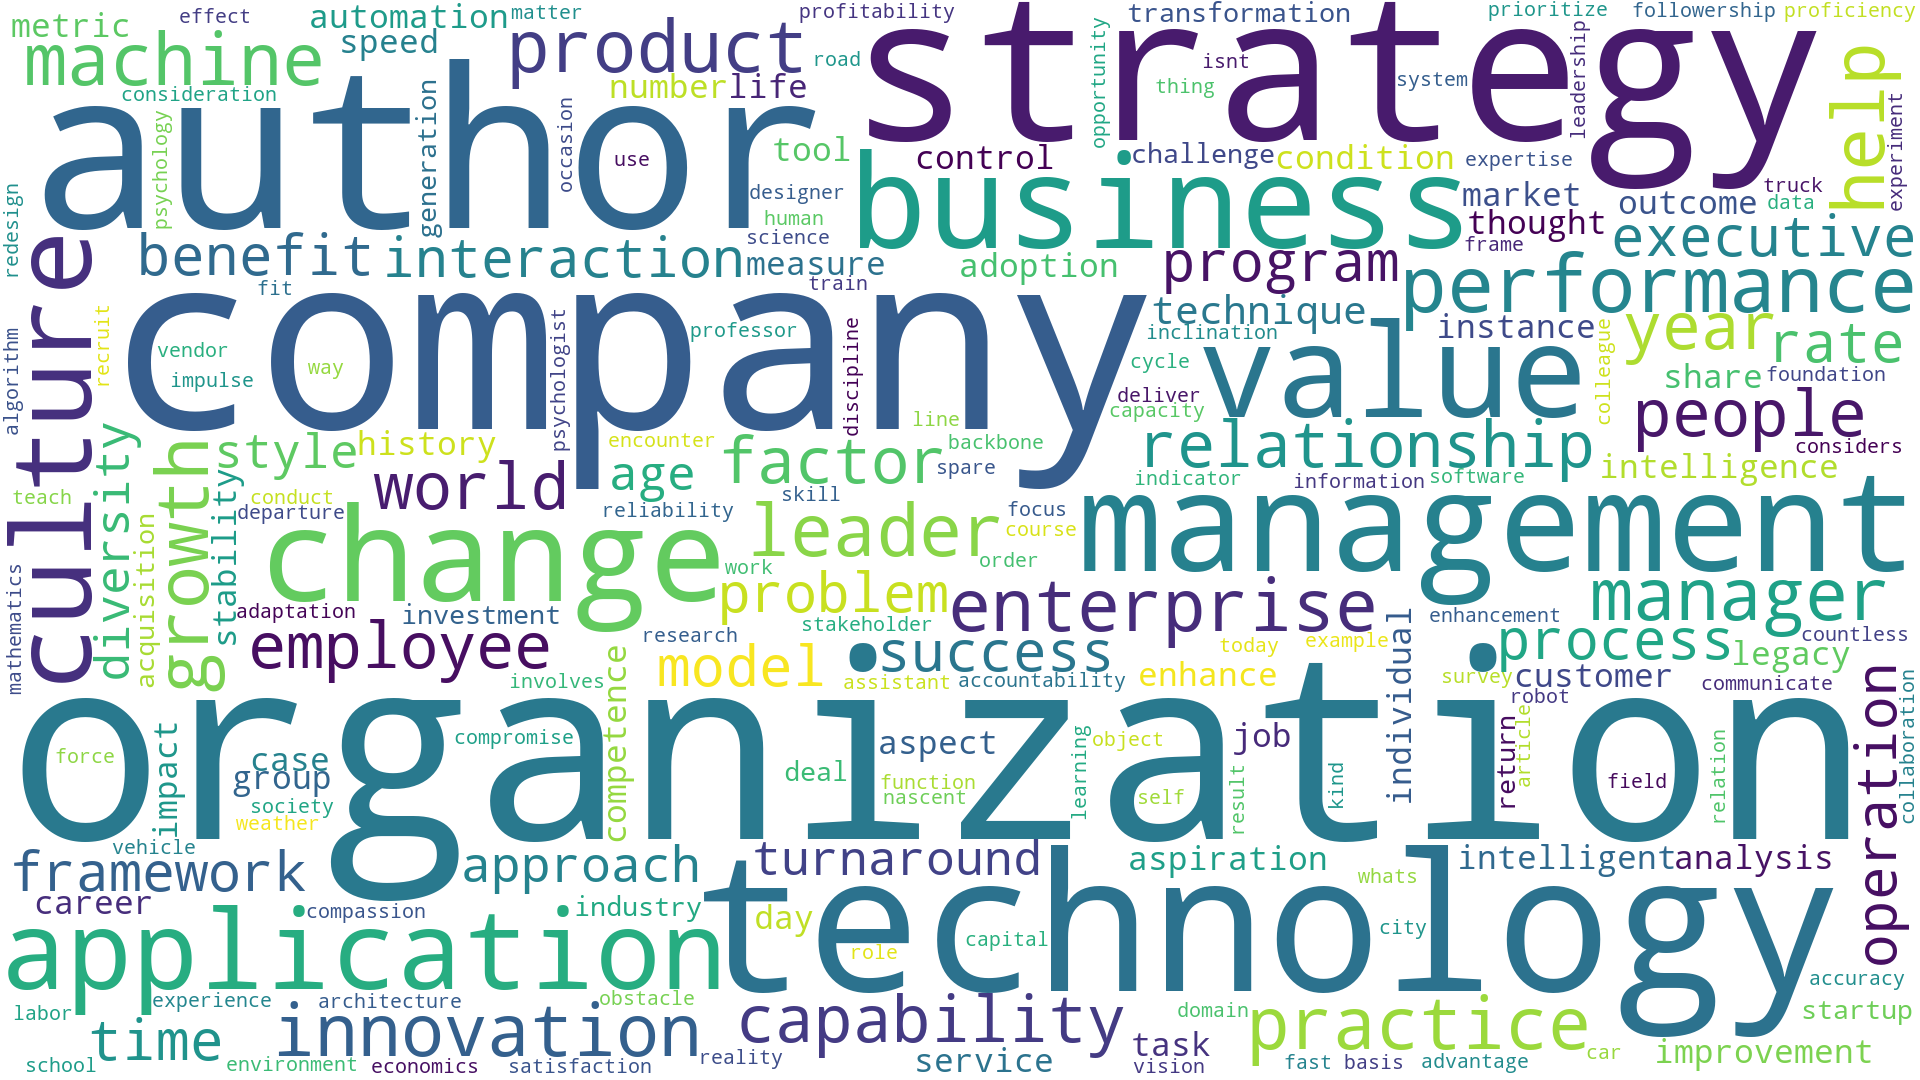 metric
effect
automation
matter
profitability
strategy
transformation
prioritize
followership
proficiency
machine
speed
product
road
opportunity
isnt
system
leadership
help
consideration
author
number
life
thing
experiment
psychology
generation
occasion
use
tool
control
challenge
condition
expertise
redesign
designer
business
market
truck
human
outcome
data
culture
science
thought
frame
executive
benefit
interaction
measure
adoption
program
performance
fit
company
train
technique
instance
year
algorithm
recruit
vendor
impulse
way
psychologist
professor
discipline
inclination
cycle
value
colleague
rate
share
foundation
deliver
capacity
people
diversity
growth
style
history
encounter
line
backbone
relationship
considers
factor
spare
intelligence
teach
stability
conduct
departure
world
age
skill
indicator
information
software
reliability
leader
focus
course
management
acquisition
change
work
order
mathematics
adaptation
investment
problem
enterprise
manager
employee
research
stakeholder
today
example
individual
enhancement
process
countless
success
legacy
competence
involves
model
assistant
accountability
enhance
survey
customer
robot
communicate
operation
collaboration
organization
force
impact
case
compromise
aspect
learning
object
job
return
article
group
deal
function
nascent
self
result
kind
field
relation
society
weather
vehicle
framework
approach
turnaround
aspiration
intelligent
analysis
career
compassion
industry
technology
whats
application
day
role
capital
city
accuracy
labor
experience
architecture
obstacle
capability
domain
practice
startup
time
innovation
school
environment
economics
satisfaction
reality
service
task
vision
fast
basis
advantage
car
improvement